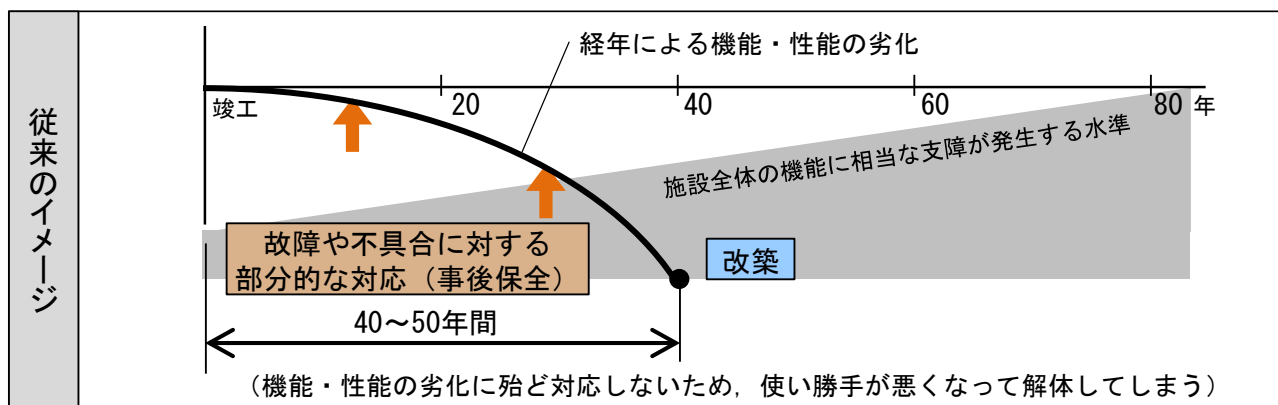 従来のイメージ
経年による機能・性能の劣化
竣工
20
40
60
80 年
施設全体の機能に相当な支障が発生する水準
故障や不具合に対する
部分的な対応（事後保全）
改築
40～50年間
（機能・性能の劣化に殆ど対応しないため，使い勝手が悪くなって解体してしまう）